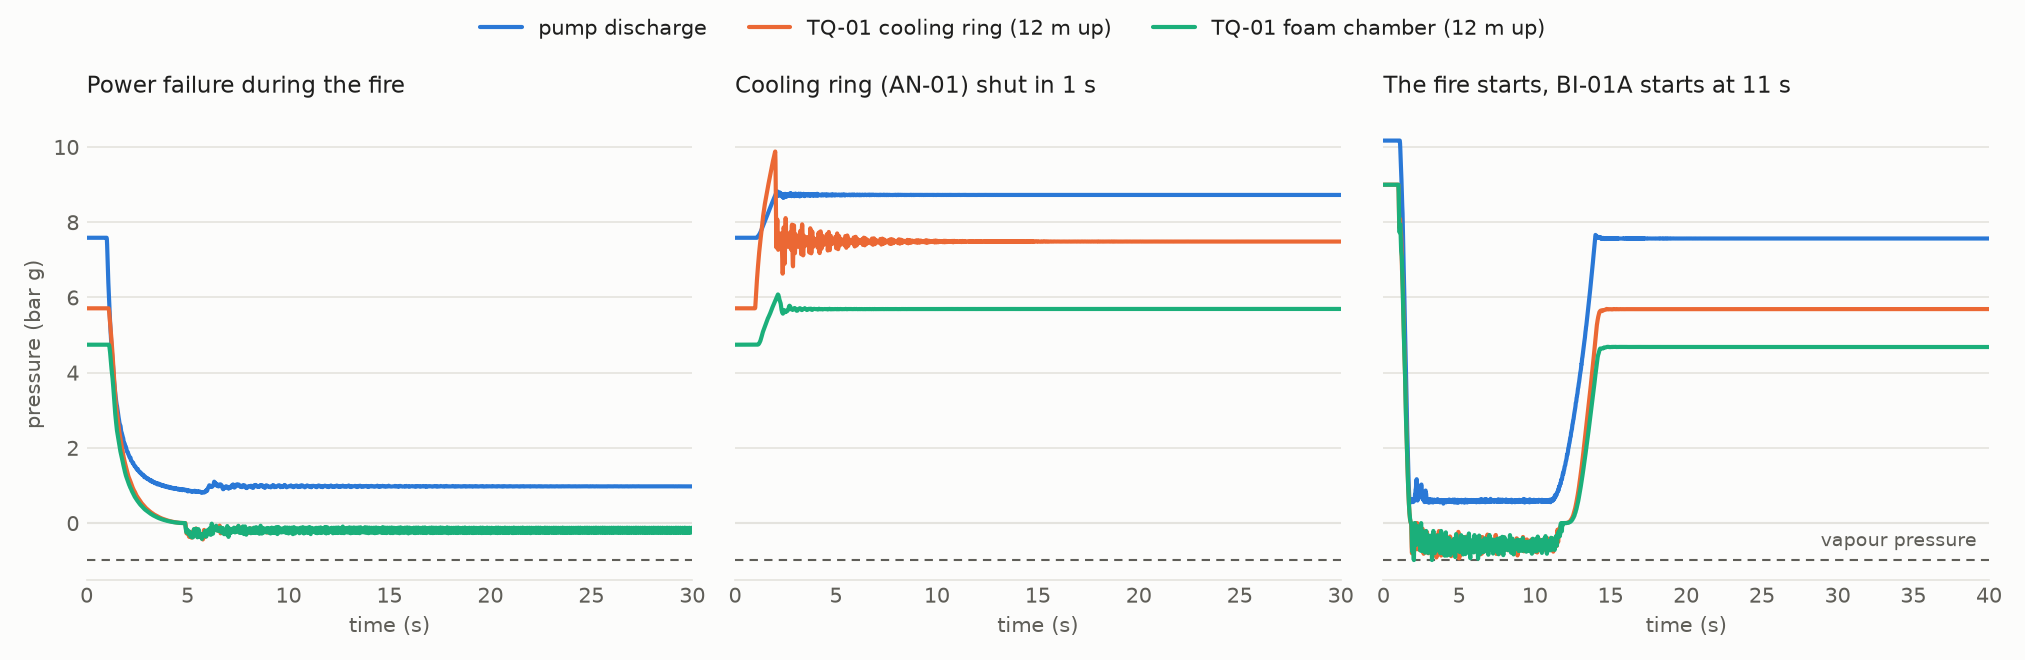 pump discharge TQ-01 cooling ring (12 m up) TQ-01 foam chamber (12 m up)
Power failure during the fire
Cooling ring (AN-01) shut in 1 s
The fire starts, BI-01A starts at 11 s
pressure (bar g)
10
8
6
4
2
0
vapour pressure
0 5 10 15 20 25 30
0 5 10 15 20 25 30
0 5 10 15 20 25 30 35 40
time (s)
time (s)
time (s)